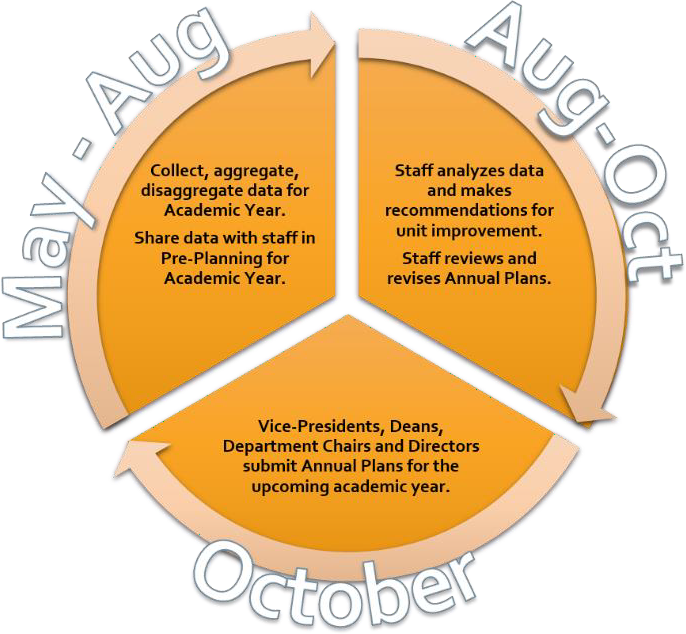 May - Aug
Collect, aggregate,
disaggregate data for
Academic Year.
Share data with staff in
Pre-Planning for
Academic Year.
Aug-Oct
Staff analyzes data
and makes
recommendations for
unit improvement.
Staff reviews and
revises Annual Plans.
Vice-Presidents, Deans,
Department Chairs and Directors
submit Annual Plans for the
upcoming academic year.
October